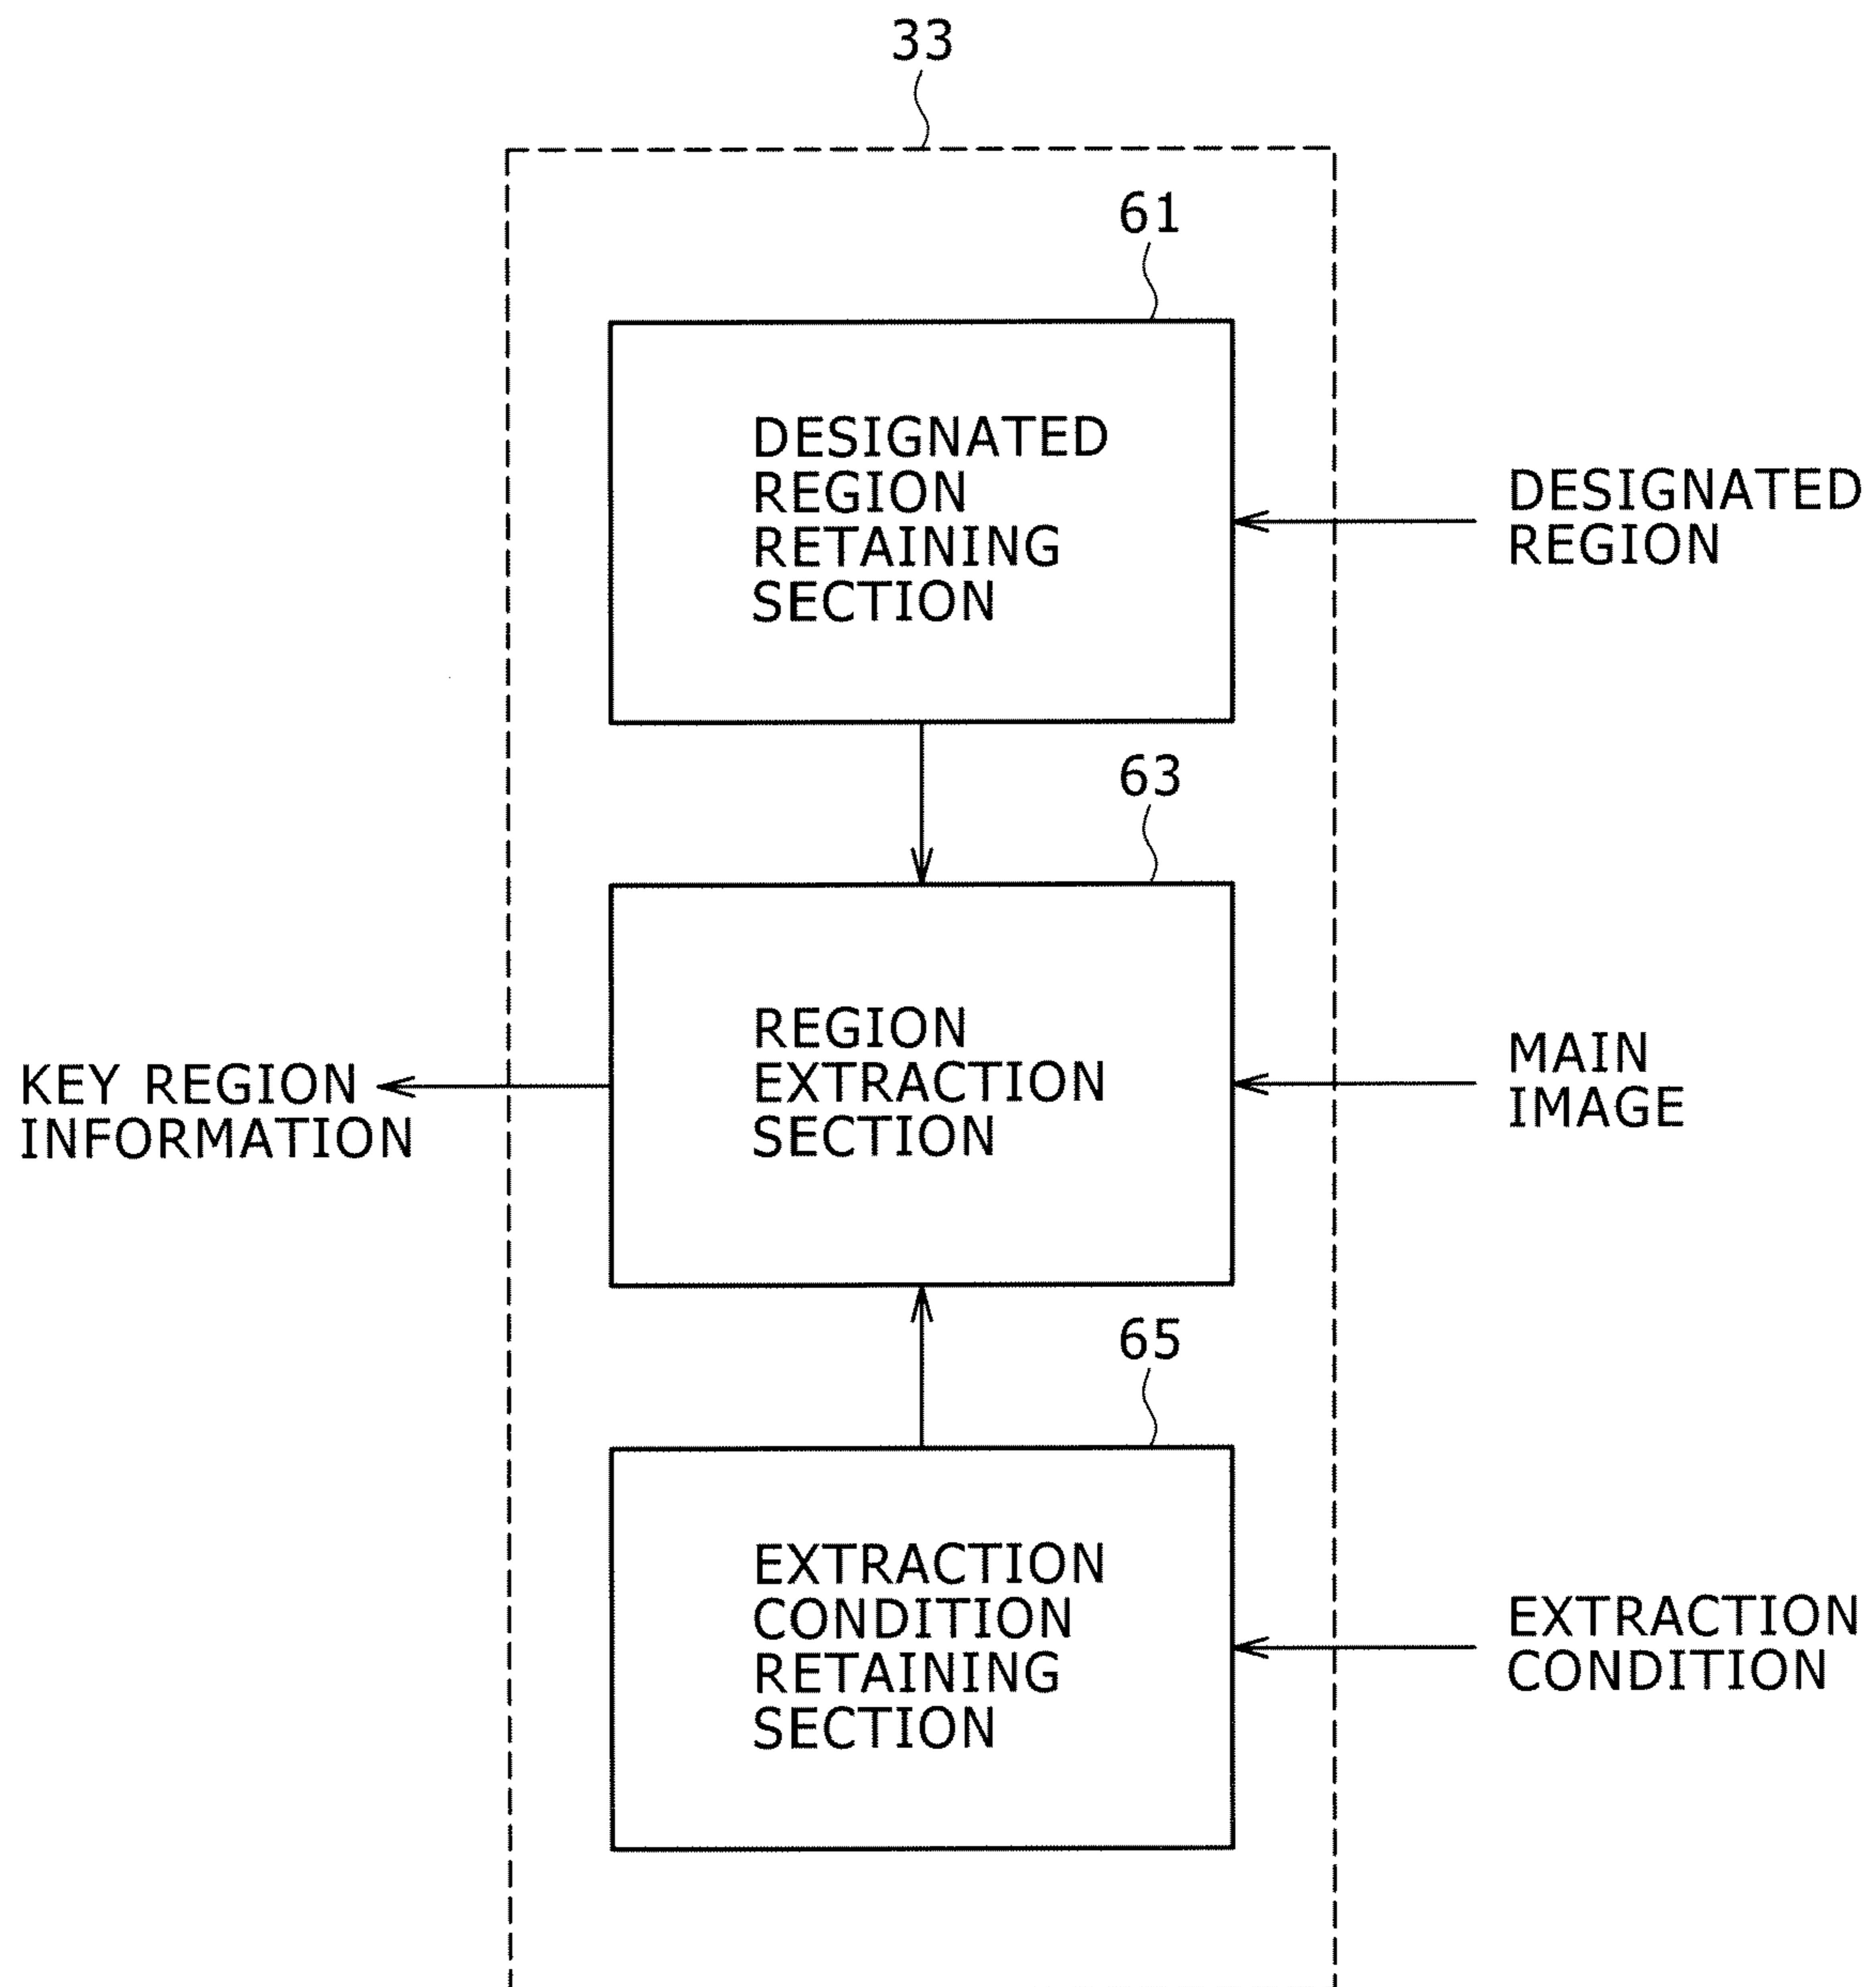 33
61
DESIGNATED
REGION
RETAINING
SECTION
DESIGNATED
REGION
63
REGION
EXTRACTION
SECTION
MAIN
IMAGE
KEY REGION
INFORMATION
65
EXTRACTION
CONDITION
RETAINING
SECTION
EXTRACTION
CONDITION